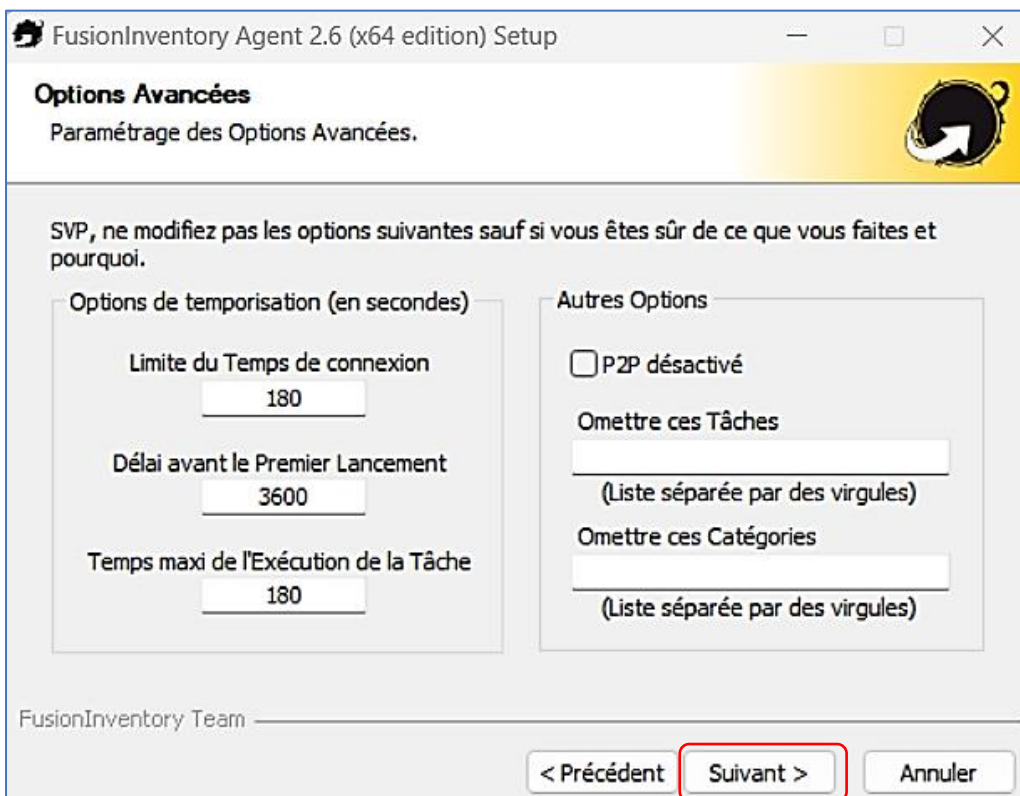 FusionInventory Agent 2.6 (x64 edition) Setup
Options Avancées
Paramétrage des Options Avancées.
SVP, ne modifiez pas les options suivantes sauf si vous êtes sûr de ce que vous faites et
pourquoi.
Options de temporisation (en secondes)
Limite du Temps de connexion
180
Délai avant le Premier Lancement
3600
Temps maxi de l'Exécution de la Tâche
180
Autres Options
P2P désactivé
Omettre ces Tâches
(Liste séparée par des virgules)
Omettre ces Catégories
(Liste séparée par des virgules)
FusionInventory Team
< Précédent
Suivant >
Annuler